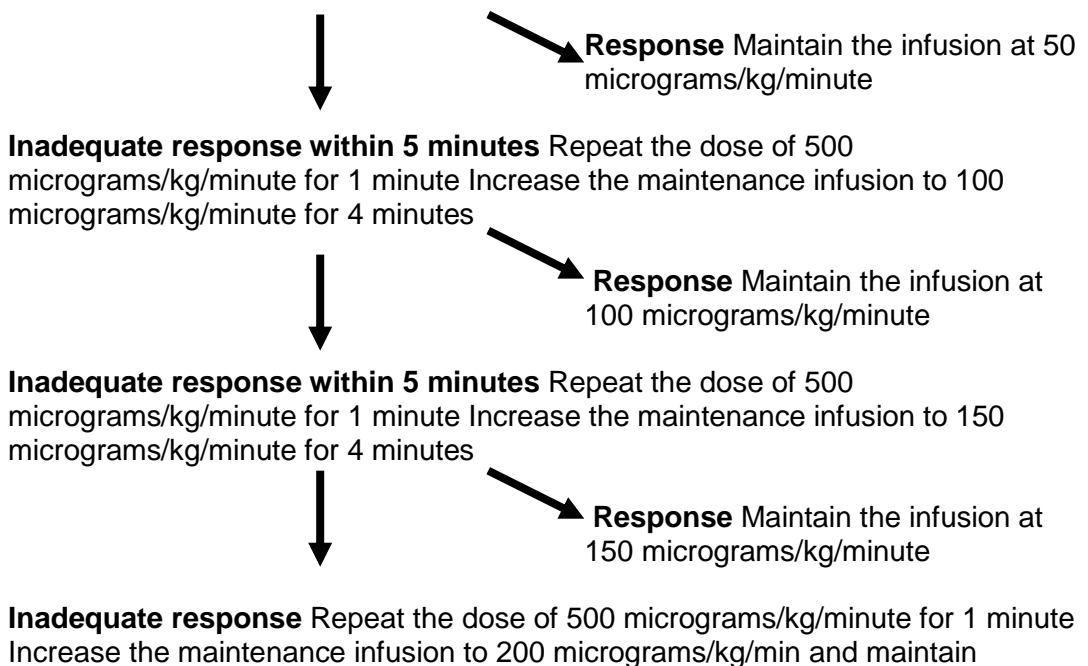 Response Maintain the infusion at 50
micrograms/kg/minute
Inadequate response within 5 minutes Repeat the dose of 500
micrograms/kg/minute for 1 minute Increase the maintenance infusion to 100
micrograms/kg/minute for 4 minutes
Response Maintain the infusion at
100 micrograms/kg/minute
Inadequate response within 5 minutes Repeat the dose of 500
micrograms/kg/minute for 1 minute Increase the maintenance infusion to 150
micrograms/kg/minute for 4 minutes
Response Maintain the infusion at
150 micrograms/kg/minute
Inadequate response Repeat the dose of 500 micrograms/kg/minute for 1 minute
Increase the maintenance infusion to 200 micrograms/kg/min and maintain